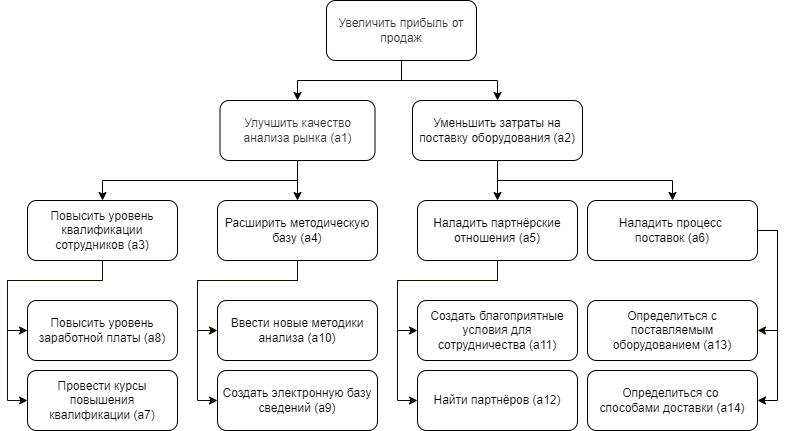 Увеличить прибыль от
продаж
Улучшить качество
анализа рынка (а1)
Уменьшить затраты на
поставку оборудования (а2)
Повысить уровень
квалификации
сотрудников (а3)
Расширить методическую
базу (а4)
Наладить партнёрские
отношения (а5)
Наладить процесс
поставок (а6)
Повысить уровень
заработной платы (а8)
Ввести новые методики
анализа (а10)
Создать благоприятные
условия для
сотрудничества (а11)
Определиться с
поставляемым
оборудованием (а13)
Провести курсы
повышения
квалификации (а7)
Создать электронную базу
сведений (а9)
Найти партнёров (а12)
Определиться со
способами доставки (а14)